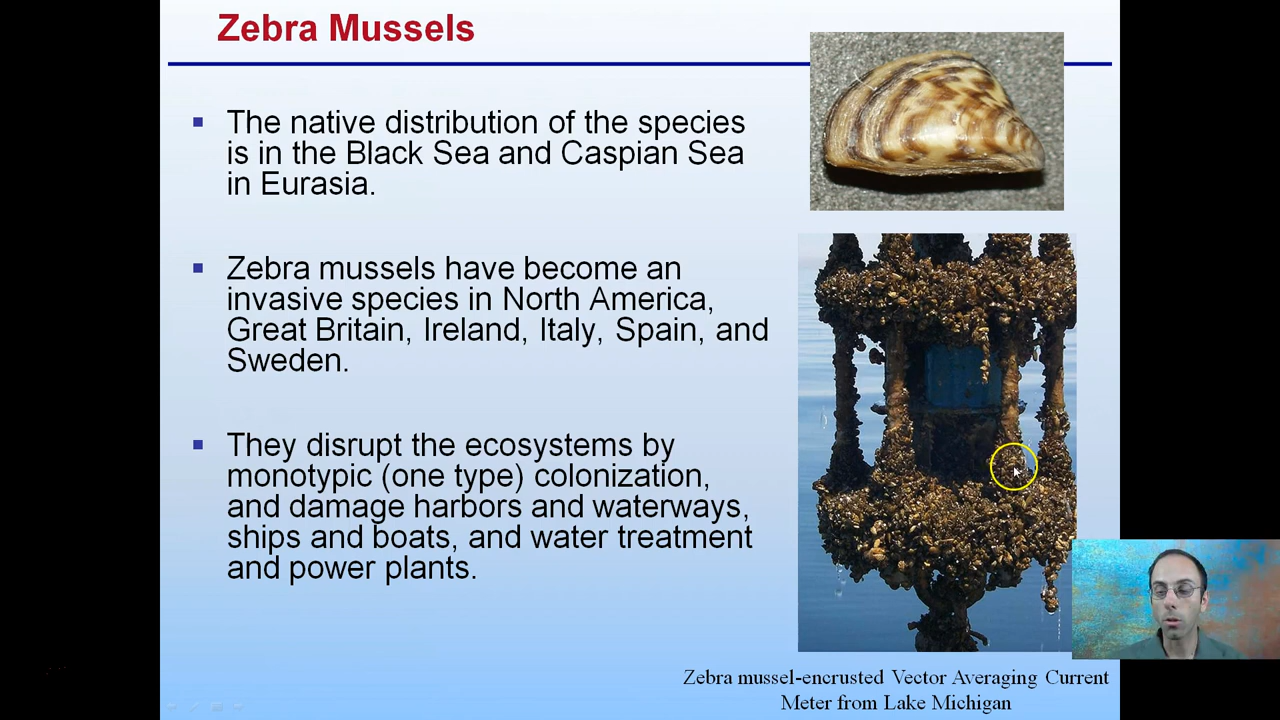 Zebra Mussels
The native distribution of the species
is in the Black Sea and Caspian Sea
in Eurasia.
Zebra mussels have become an
invasive species in North America,
Great Britain, Ireland, Italy, Spain, and
Sweden.
They disrupt the ecosystems by
monotypic (one type) colonization,
and damage harbors and waterways,
ships and boats, and water treatment
and power plants.
Zebra mussel-encrusted Vector Averaging Current
Meter from Lake Michigan